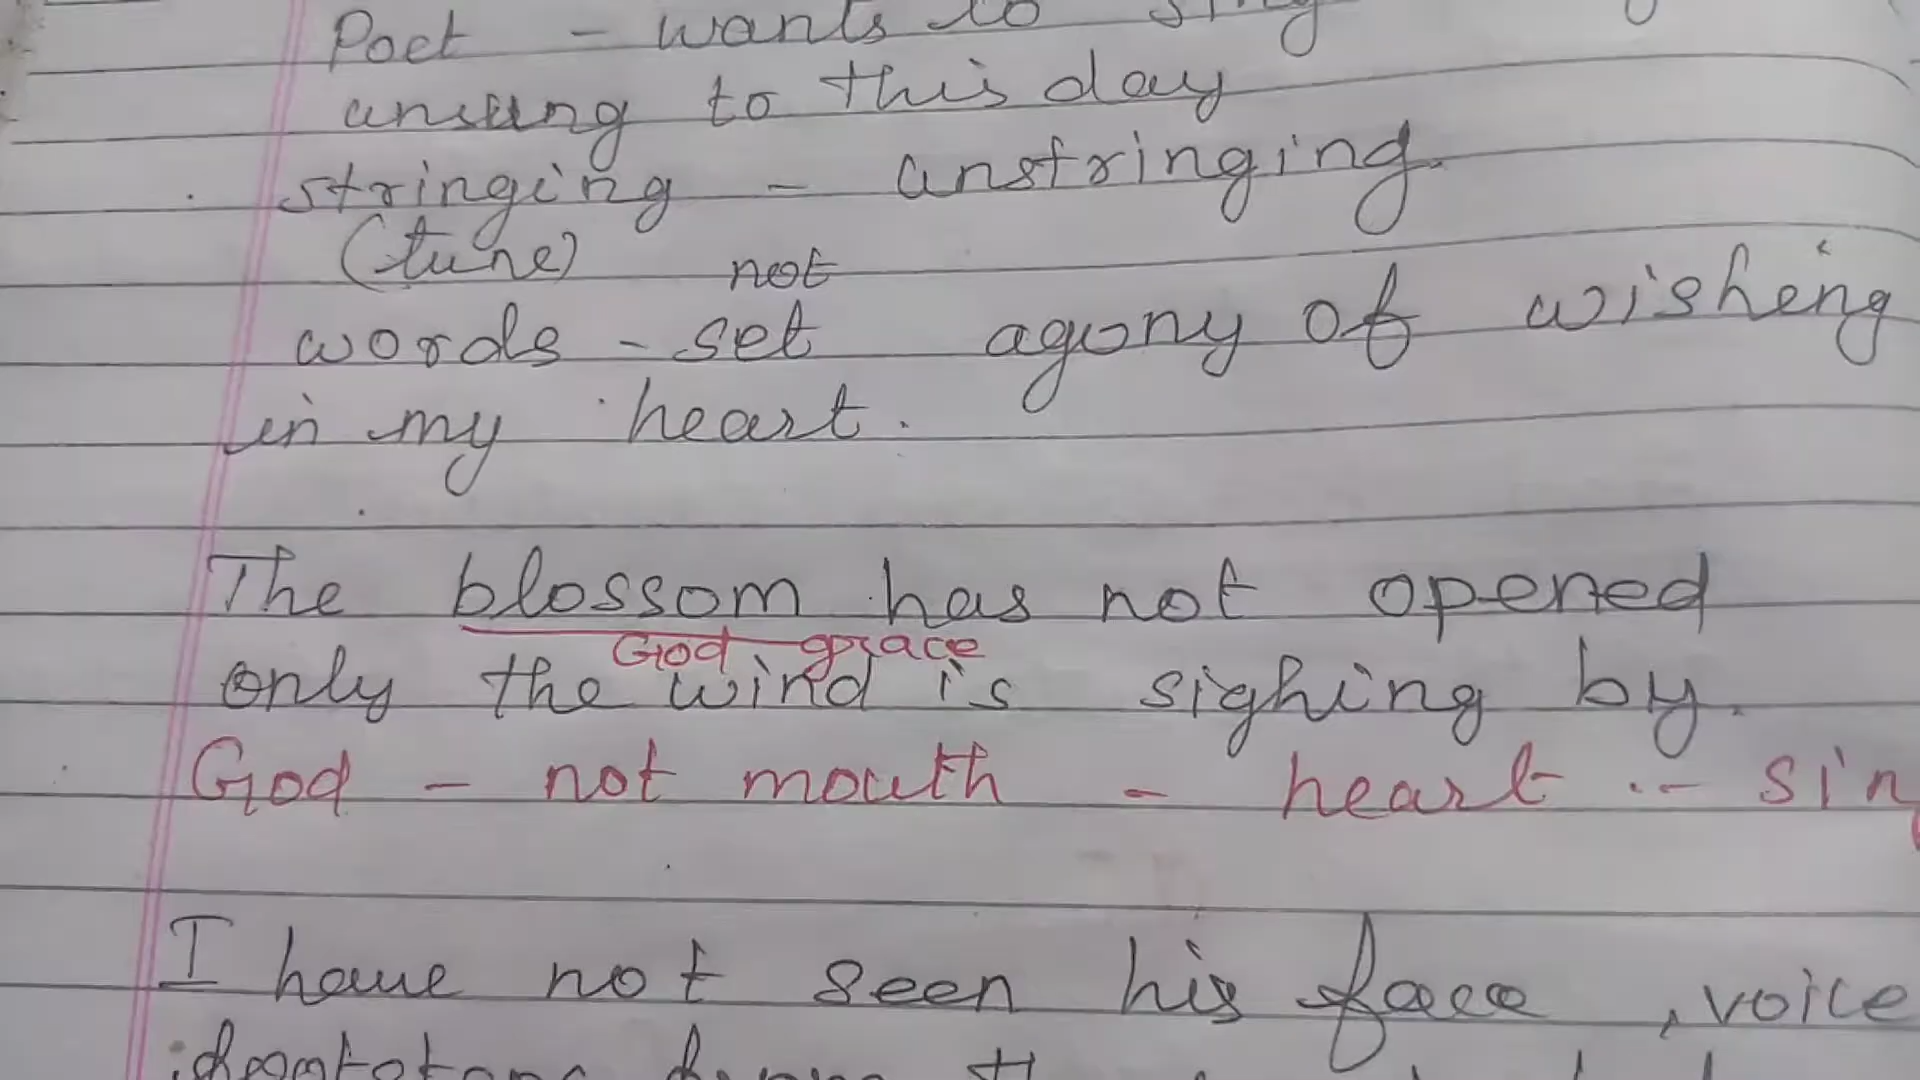 Poet - wants to sing
unsung to this day
stringing - unstringing.
(tune) not
words - set agony of wishing
in my heart.
The blossom has not opened
God grace
only the wind is sighing by.
God - not mouth - heart - sin
I have not seen his face, voice